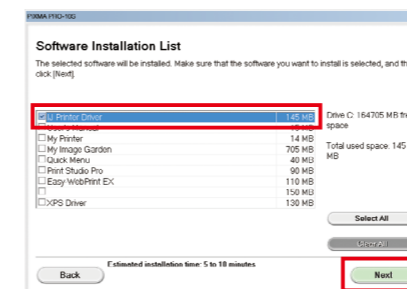 PIXMA PRO-10S
Software Installation List
The selected software will be installed. Make sure that the software you want to install is selected, and th
click [Next].
IJ Printer Driver 145 MB
My Printer 14 MB
My Image Garden 705 MB
Quick Menu 40 MB
Print Studio Pro 90 MB
Easy WebPrint EX 110 MB
150 MB
XPS Driver 130 MB
Drive C: 164705 MB fre
space
Total used space: 145
MB
Select All
Clear All
Estimated installation time: 5 to 10 minutes
Back
Next